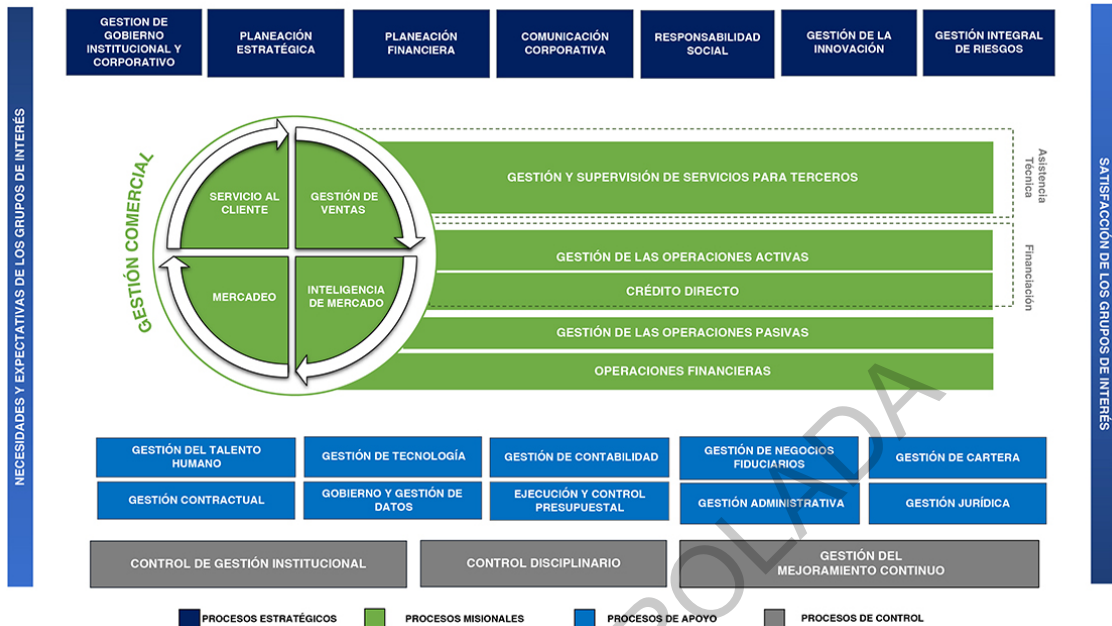 GESTION DE
GOBIERNO
INSTITUCIONAL Y
CORPORATIVO
PLANEACIÓN
ESTRATÉGICA
PLANEACIÓN
FINANCIERA
COMUNICACIÓN
CORPORATIVA
RESPONSABILIDAD
SOCIAL
GESTIÓN DE LA
INNOVACIÓN
GESTIÓN INTEGRAL
DE RIESGOS
NECESIDADES Y EXPECTATIVAS DE LOS GRUPOS DE INTERÉS
GESTIÓN COMERCIAL
SERVICIO AL
CLIENTE
GESTIÓN DE
VENTAS
MERCADEO
INTELIGENCIA
DE MERCADO
GESTIÓN Y SUPERVISIÓN DE SERVICIOS PARA TERCEROS
Asistencia
Técnica
GESTIÓN DE LAS OPERACIONES ACTIVAS
CRÉDITO DIRECTO
Financiación
GESTIÓN DE LAS OPERACIONES PASIVAS
OPERACIONES FINANCIERAS
SATISFACCIÓN DE LOS GRUPOS DE INTERÉS
GESTIÓN DEL TALENTO
HUMANO
GESTIÓN DE TECNOLOGÍA
GESTIÓN DE CONTABILIDAD
GESTIÓN DE NEGOCIOS
FIDUCIARIOS
GESTIÓN DE CARTERA
GESTIÓN CONTRACTUAL
GOBIERNO Y GESTIÓN DE
DATOS
EJECUCIÓN Y CONTROL
PRESUPUESTAL
GESTIÓN ADMINISTRATIVA
GESTIÓN JURÍDICA
CONTROL DE GESTIÓN INSTITUCIONAL
CONTROL DISCIPLINARIO
GESTIÓN DEL
MEJORAMIENTO CONTINUO
PROCESOS ESTRATÉGICOS
PROCESOS MISIONALES
PROCESOS DE APOYO
PROCESOS DE CONTROL
OLADA